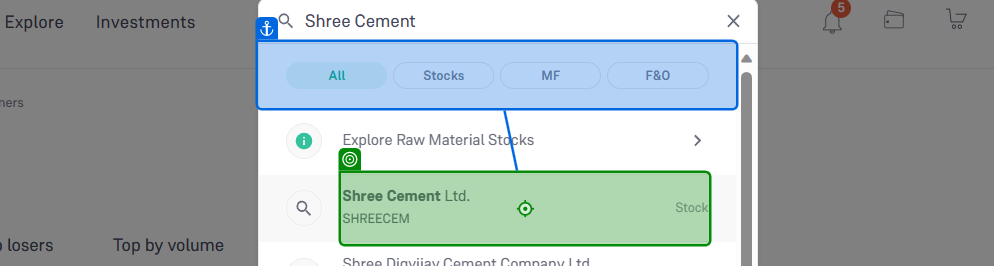 Explore
Investments
Shree Cement
5
All
Stocks
MF
F&O
Explore Raw Material Stocks
Shree Cement Ltd.
SHREECEM
Stock
losers
Top by volume
Shree Digvijay Cement Company Ltd